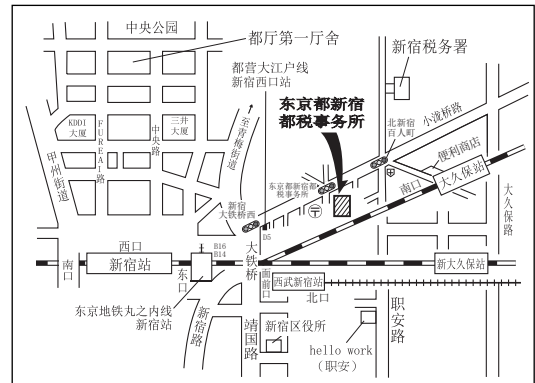 中央公园
都厅第一厅舍
新宿税务署
都营大江户线
新宿西口站
东京都新宿
都税事务所
北新宿
百人町
小泷桥路
KDDI
大厦
FUREAI路
中央路
三井
大厦
至青梅街道
便利商店
甲州街道
东京都新宿都
税事务所
南口
大久保站
大久保路
新宿
大铁桥西
D5
西口
B16
B14
大铁桥
南口
新宿站
东口
面前口
西武新宿站
新大久保站
北口
东京地铁丸之内线
新宿站
新宿路
靖国路
新宿区役所
职安路
hello work
(职安)